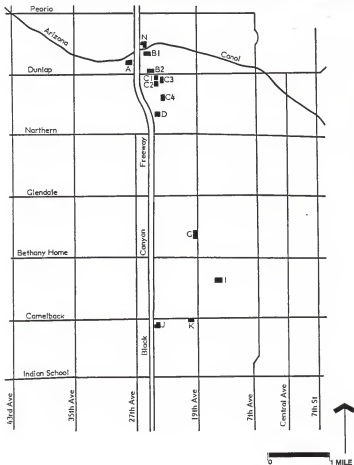 Peoria
Arizona
Canal
N
B1
A
B2
Dunlap
C1
C3
C2
C4
D
Northern
Freeway
Glendale
G
Canyon
Bethany Home
I
Camelback
J
K
Black
Indian School
43rd Ave
35th Ave
27th Ave
19th Ave
7th Ave
Central Ave
7th St
0
1 MILE